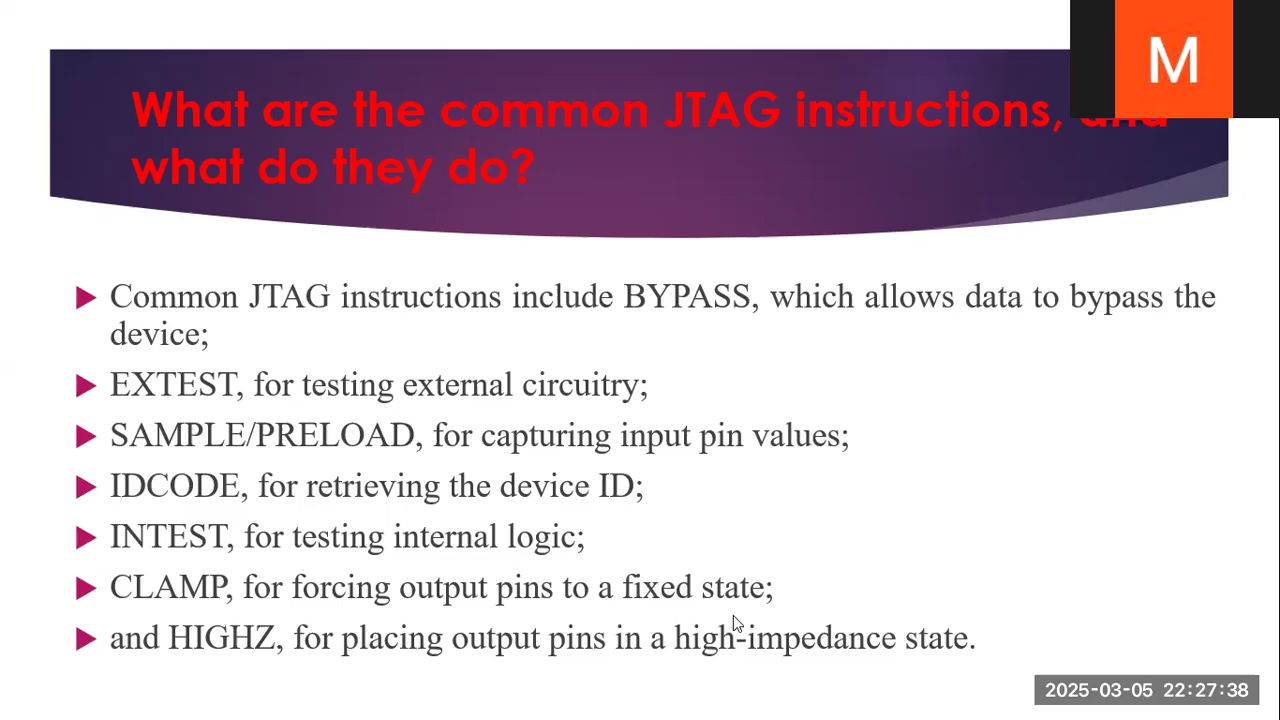 M
What are the common JTAG instructions, and
what do they do?
Common JTAG instructions include BYPASS, which allows data to bypass the
device;
EXTEST, for testing external circuitry;
SAMPLE/PRELOAD, for capturing input pin values;
IDCODE, for retrieving the device ID;
INTEST, for testing internal logic;
CLAMP, for forcing output pins to a fixed state;
and HIGHZ, for placing output pins in a high-impedance state.
2025-03-05 22:27:38